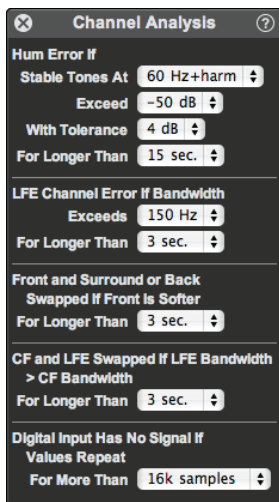 Channel Analysis ?
Hum Error If
Stable Tones At 60 Hz+harm
Exceed -50 dB
With Tolerance 4 dB
For Longer Than 15 sec.
LFE Channel Error If Bandwidth
Exceeds 150 Hz
For Longer Than 3 sec.
Front and Surround or Back
Swapped If Front Is Softer
For Longer Than 3 sec.
CF and LFE Swapped If LFE Bandwidth
> CF Bandwidth
For Longer Than 3 sec.
Digital Input Has No Signal If
Values Repeat
For More Than 16k samples